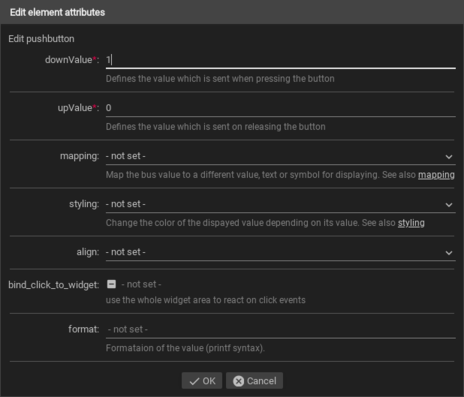 Edit element attributes
Edit pushbutton
downValue*: 1
Defines the value which is sent when pressing the button
upValue*: 0
Defines the value which is sent on releasing the button
mapping: - not set -
Map the bus value to a different value, text or symbol for displaying. See also mapping
styling: - not set -
Change the color of the dispayed value depending on its value. See also styling
align: - not set -
bind_click_to_widget: - not set -
use the whole widget area to react on click events
format: - not set -
Formataion of the value (printf syntax).
OK Cancel